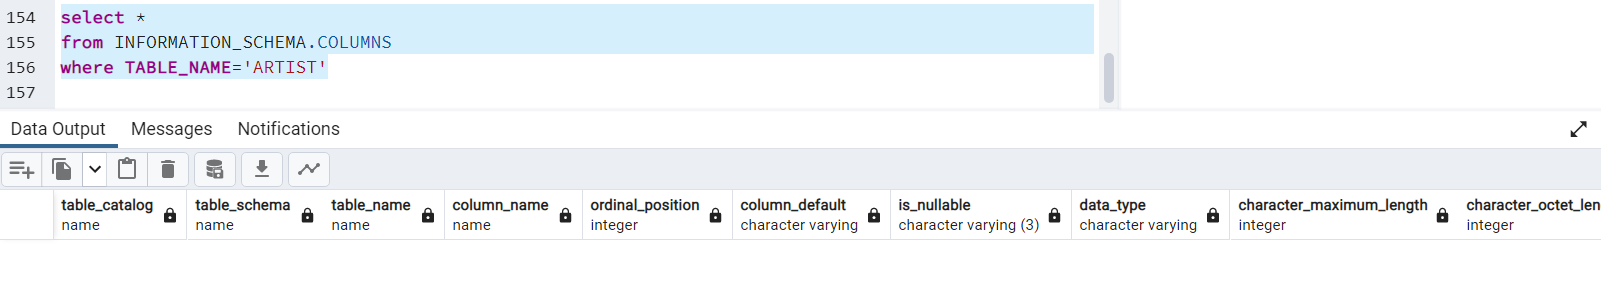 154 select *
155 from INFORMATION_SCHEMA.COLUMNS
156 where TABLE_NAME='ARTIST'
157
Data Output Messages Notifications
table_catalog table_schema table_name column_name ordinal_position column_default is_nullable data_type character_maximum_length character_octet_len
name name name name integer character varying character varying (3) character varying integer integer